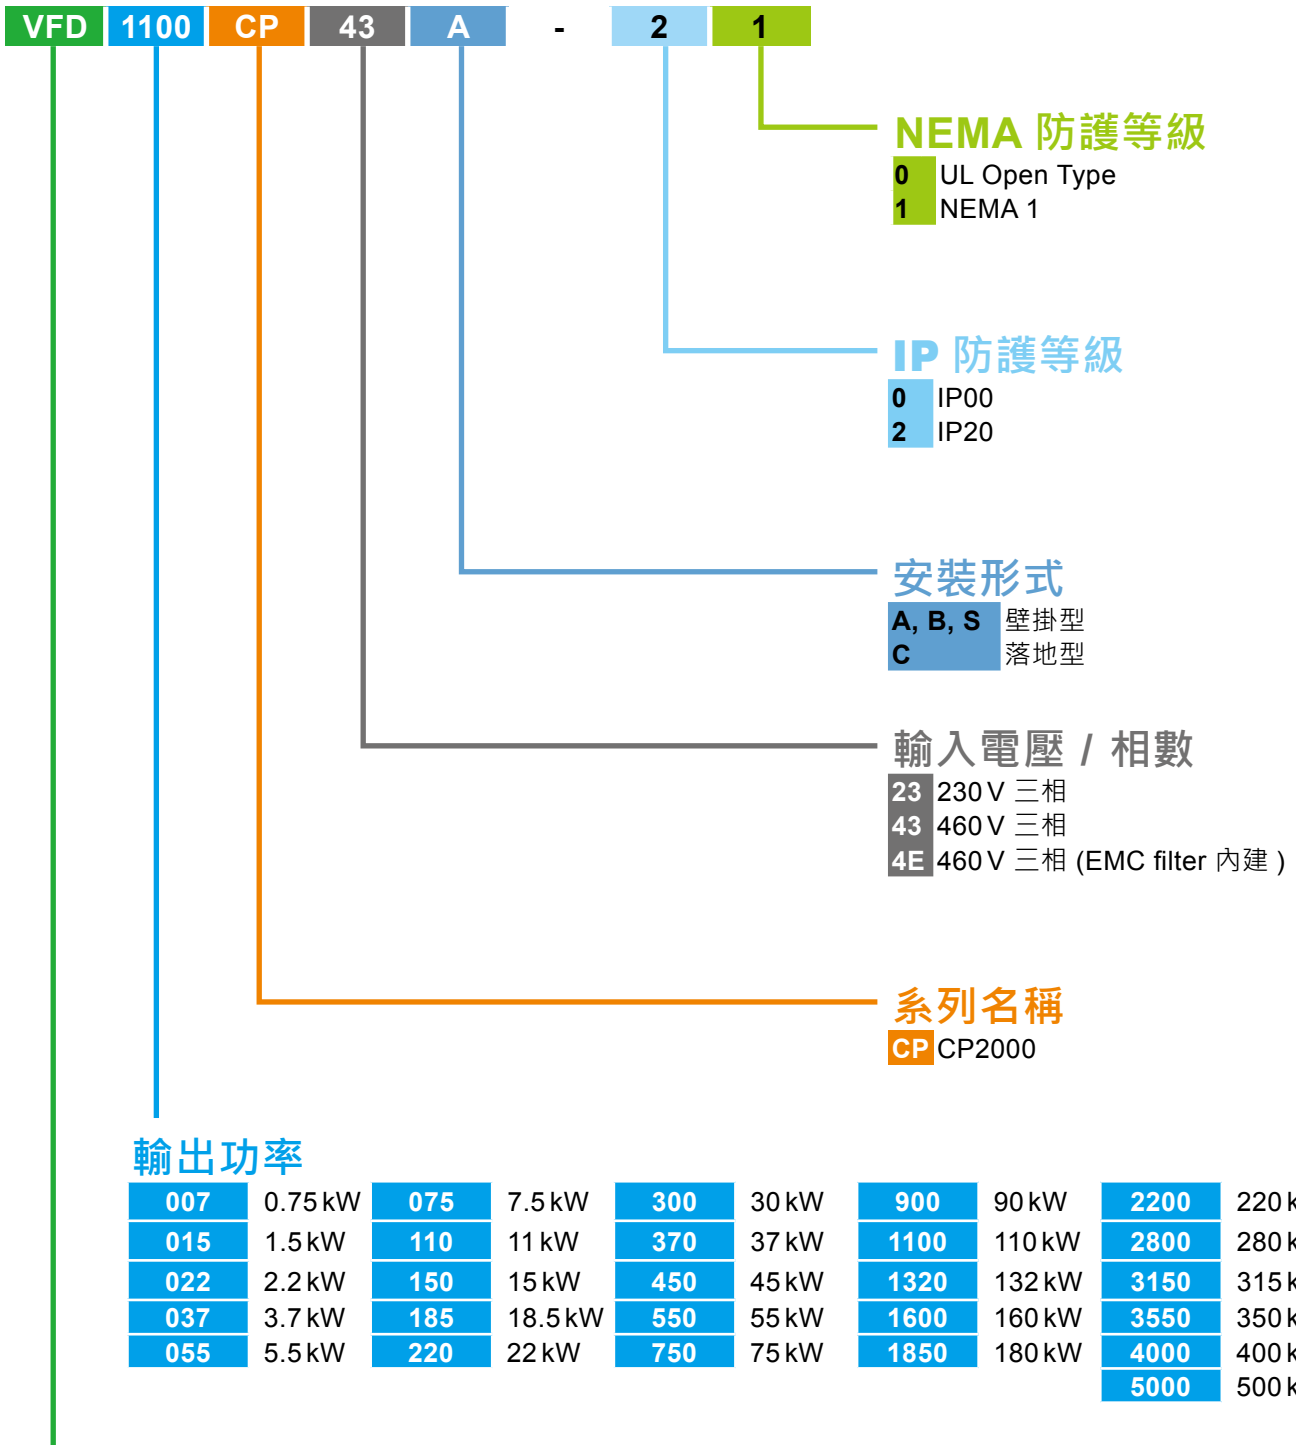 VFD 1100 CP 43 A - 2 1
NEMA 防護等級
0 UL Open Type
1 NEMA 1
IP 防護等級
0 IP00
2 IP20
安裝形式
A, B, S 壁掛型
C 落地型
輸入電壓 / 相數
23 230 V 三相
43 460 V 三相
4E 460 V 三相 (EMC filter 內建 )
系列名稱
CP CP2000
輸出功率
007 0.75 kW 075 7.5 kW 300 30 kW 900 90 kW 2200 220 k
015 1.5 kW 110 11 kW 370 37 kW 1100 110 kW 2800 280 k
022 2.2 kW 150 15 kW 450 45 kW 1320 132 kW 3150 315 k
037 3.7 kW 185 18.5 kW 550 55 kW 1600 160 kW 3550 350 k
055 5.5 kW 220 22 kW 750 75 kW 1850 180 kW 4000 400 k
5000 500 k